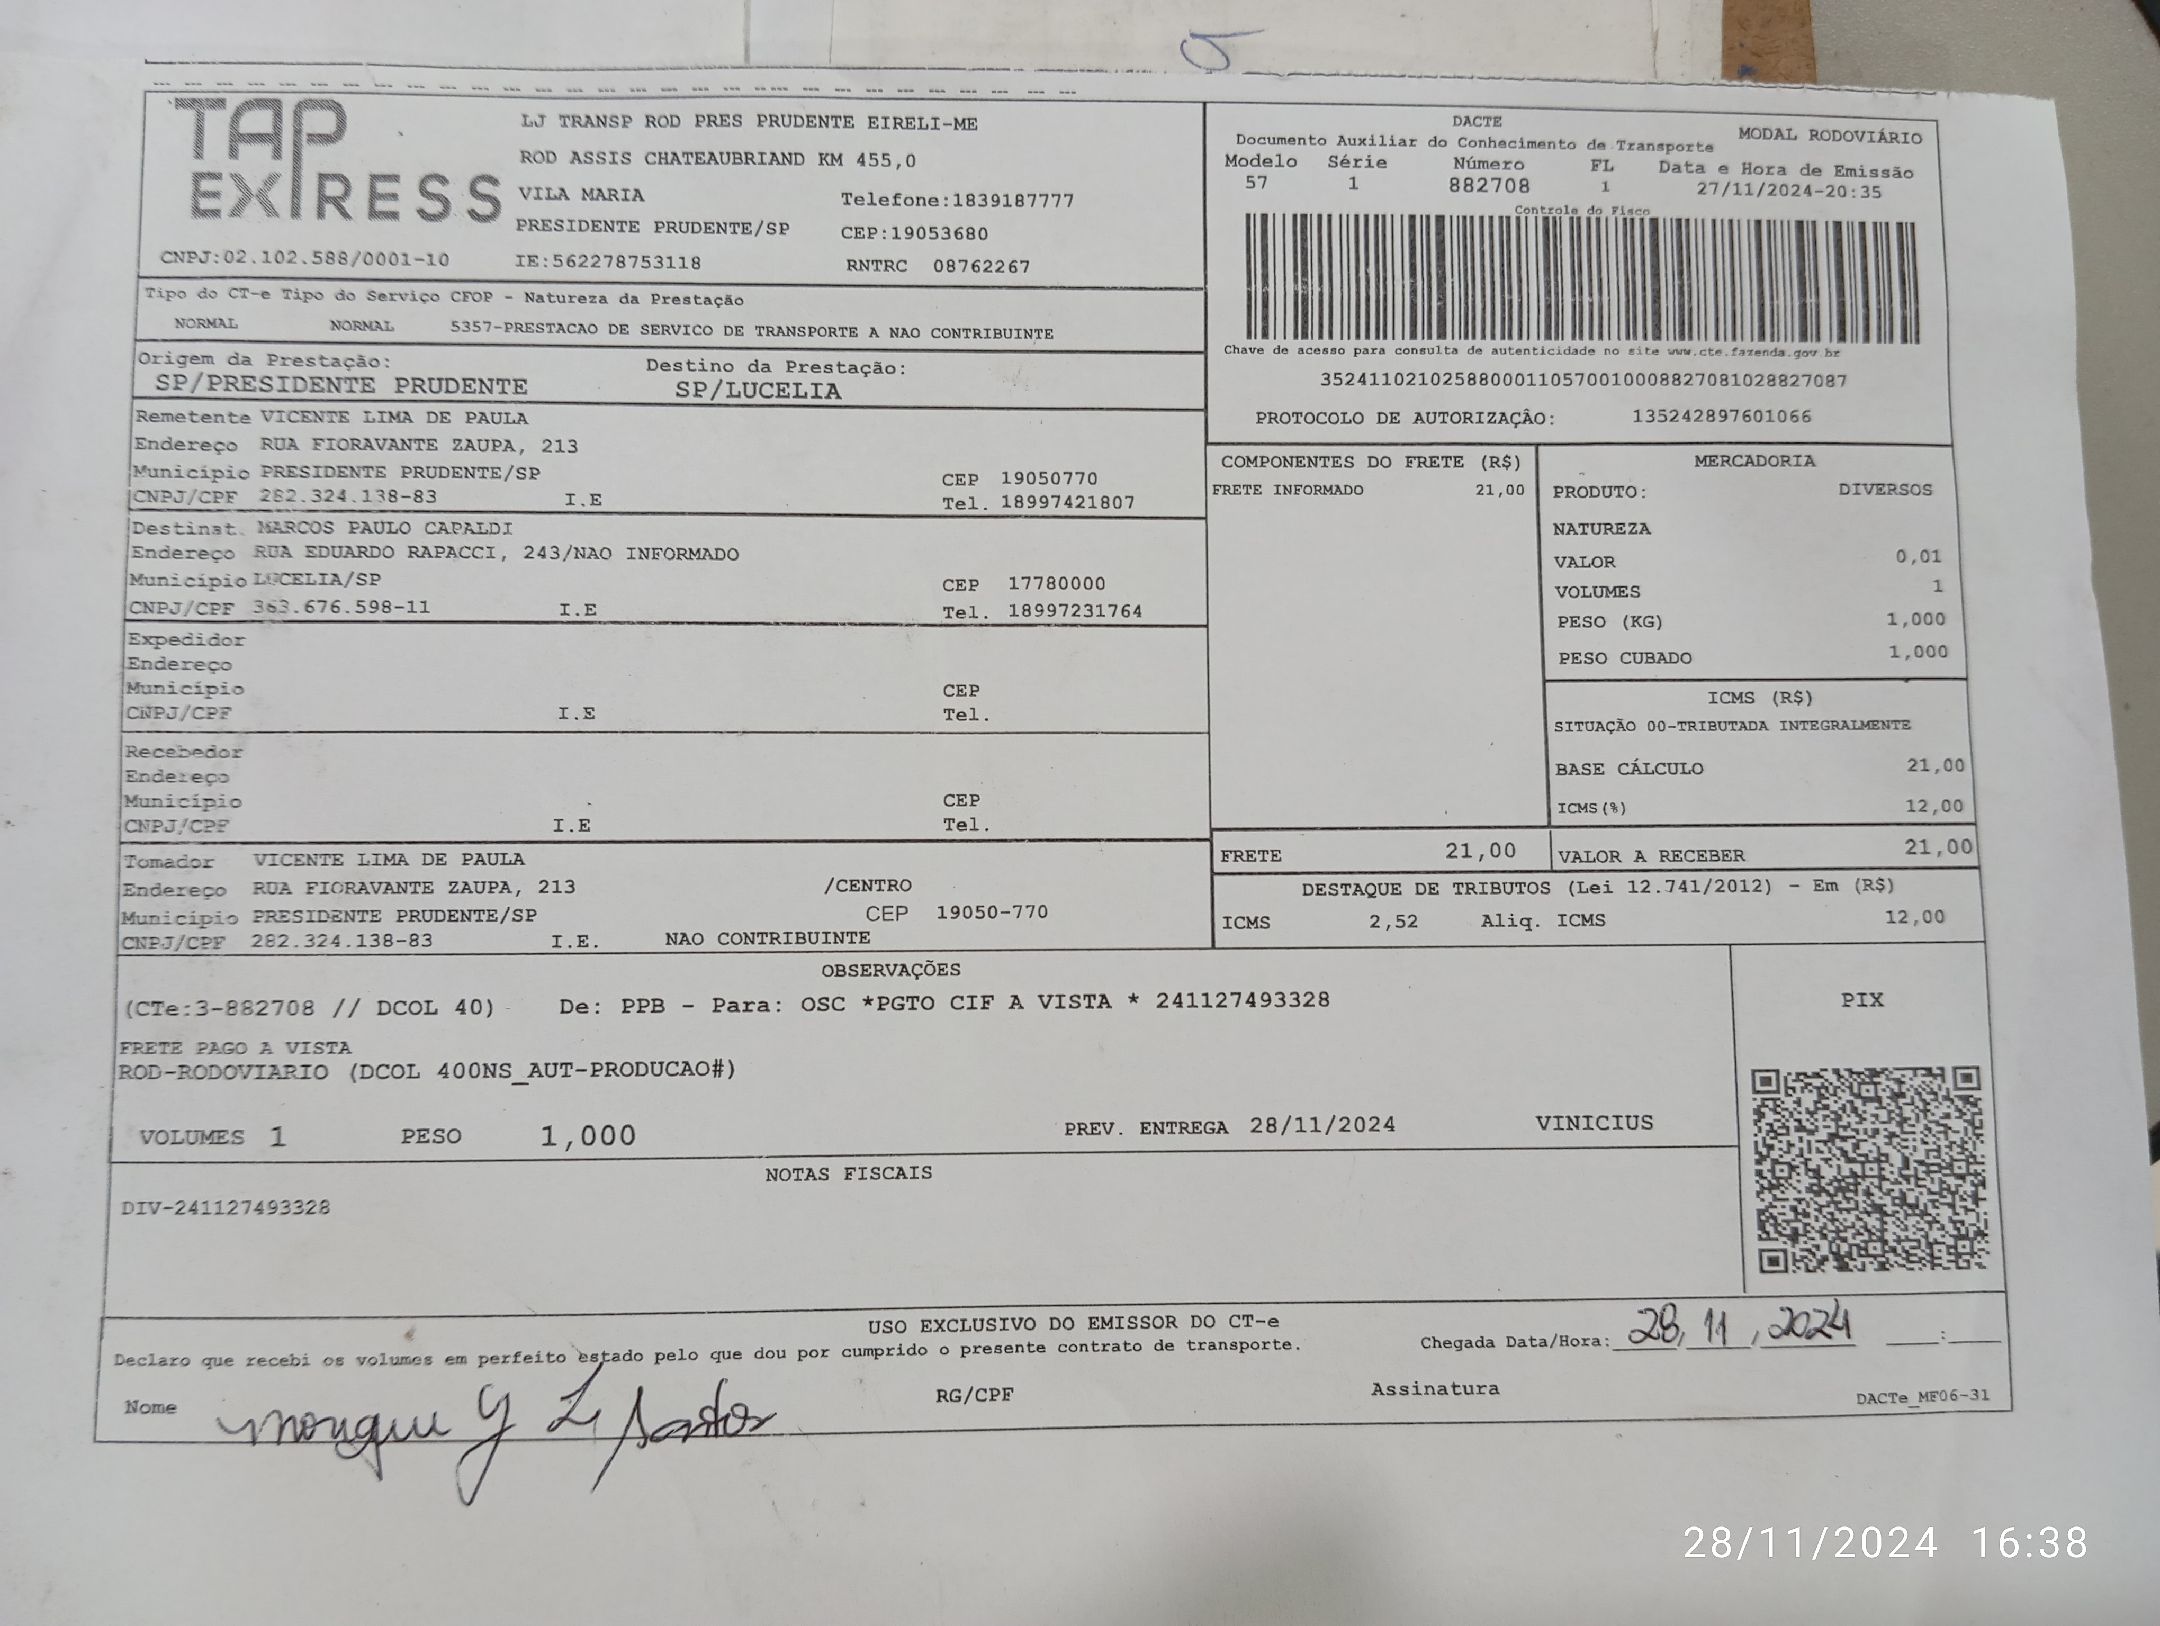 TAP
EXPRESS
CNPJ:02.102.588/0001-10
LJ TRANSP ROD PRES PRUDENTE EIRELI-ME
ROD ASSIS CHATEAUBRIAND KM 455,0
VILA MARIA Telefone:1839187777
PRESIDENTE PRUDENTE/SP CEP:19053680
IE:562278753118 RNTRC 08762267
DACTE
Documento Auxiliar do Conhecimento de Transporte MODAL RODOVIÁRIO
Modelo Série Número FL Data e Hora de Emissão
57 1 882708 1 27/11/2024-20:35
Controle do Fisco
Chave de acesso para consulta de autenticidade no site www.cte.fazenda.gov.br
35241102102588000110570010008827081028827087
PROTOCOLO DE AUTORIZAÇÂO: 135242897601066
Tipo do CT-e Tipo do Serviço CFOP - Natureza da Prestação
NORMAL NORMAL 5357-PRESTACAO DE SERVICO DE TRANSPORTE A NAO CONTRIBUINTE
Origem da Prestação: Destino da Prestação:
SP/PRESIDENTE PRUDENTE SP/LUCELIA
Remetente VICENTE LIMA DE PAULA
Endereço RUA FIORAVANTE ZAUPA, 213
Município PRESIDENTE PRUDENTE/SP CEP 19050770
CNPJ/CPF 282.324.138-83 I.E Tel. 18997421807
Destinat. MARCOS PAULO CAPALDI
Endereço RUA EDUARDO RAPACCI, 243/NAO INFORMADO
Município LUCELIA/SP CEP 17780000
CNPJ/CPF 363.676.598-11 I.E Tel. 18997231764
Expedidor
Endereço
Município CEP
CNPJ/CPF I.E Tel.
Recebedor
Endereço
Município CEP
CNPJ/CPF I.E Tel.
Tomador VICENTE LIMA DE PAULA
Endereço RUA FIORAVANTE ZAUPA, 213 /CENTRO
Município PRESIDENTE PRUDENTE/SP CEP 19050-770
CNPJ/CPF 282.324.138-83 I.E. NAO CONTRIBUINTE
COMPONENTES DO FRETE (R$)
FRETE INFORMADO 21,00
MERCADORIA
PRODUTO: DIVERSOS
NATUREZA
VALOR 0,01
VOLUMES 1
PESO (KG) 1,000
PESO CUBADO 1,000
ICMS (R$)
SITUAÇÃO 00-TRIBUTADA INTEGRALMENTE
BASE CÁLCULO 21,00
ICMS(%) 12,00
FRETE 21,00 VALOR A RECEBER 21,00
DESTAQUE DE TRIBUTOS (Lei 12.741/2012) - Em (R$)
ICMS 2,52 Aliq. ICMS 12,00
OBSERVAÇÕES
(CTe:3-882708 // DCOL 40) - De: PPB - Para: OSC *PGTO CIF A VISTA * 241127493328
FRETE PAGO A VISTA
ROD-RODOVIARIO (DCOL 400NS_AUT-PRODUCAO#)
VOLUMES 1 PESO 1,000 PREV. ENTREGA 28/11/2024 VINICIUS
PIX
NOTAS FISCAIS
DIV-241127493328
USO EXCLUSIVO DO EMISSOR DO CT-e
Declaro que recebi os volumes em perfeito estado pelo que dou por cumprido o presente contrato de transporte. Chegada Data/Hora: 28, 11, 2024 :
Nome RG/CPF Assinatura DACTe_MF06-31
28/11/2024 16:38